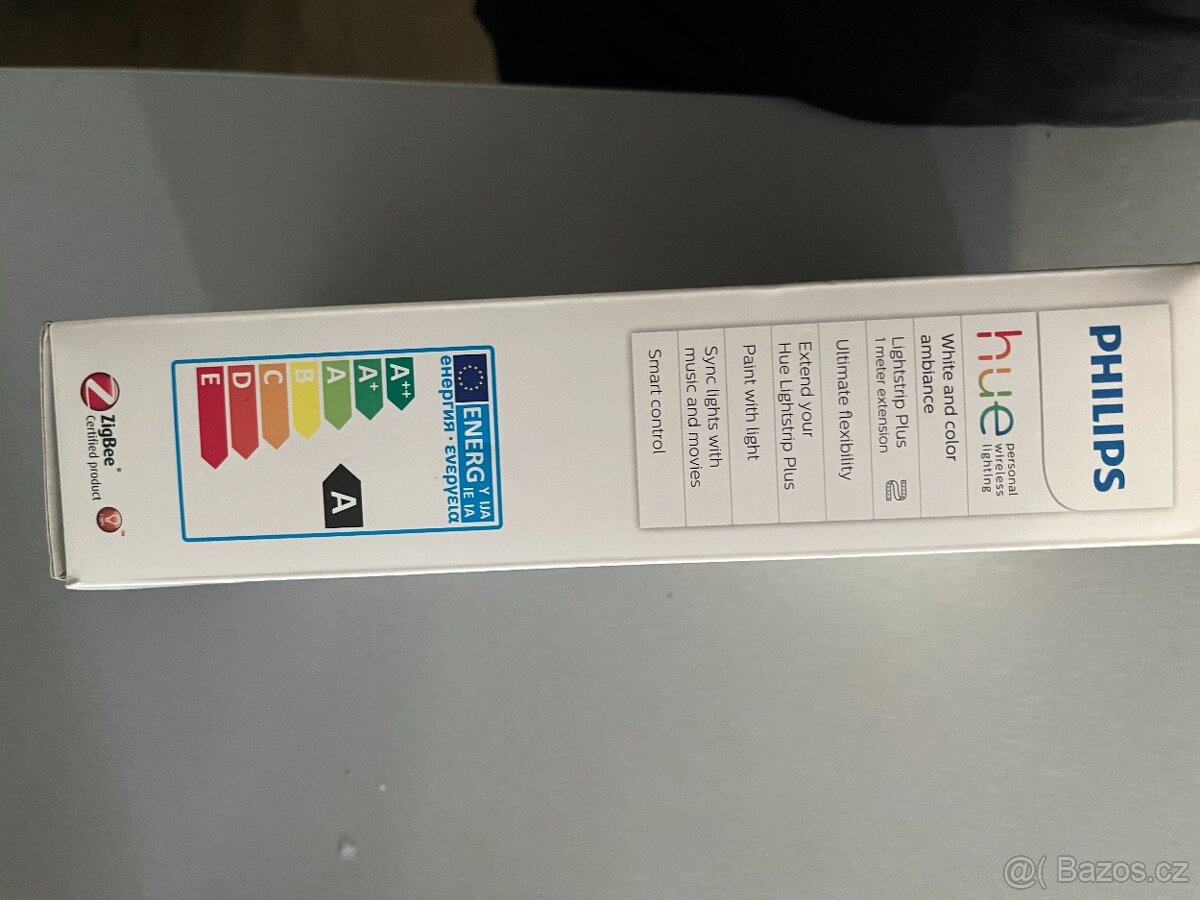 PHILIPS
hue
personal
wireless
lighting
White and color
ambiance
Lightstrip Plus
1 meter extension
Ultimate flexibility
Extend your
Hue Lightstrip Plus
Paint with light
Sync lights with
music and movies
Smart control
ENERG
Y IJA
IE IA
енергия · ενεργεια
A++
A+
A
B
C
D
E
A
ZigBee®
Certified product
™
@( Bazos.cz